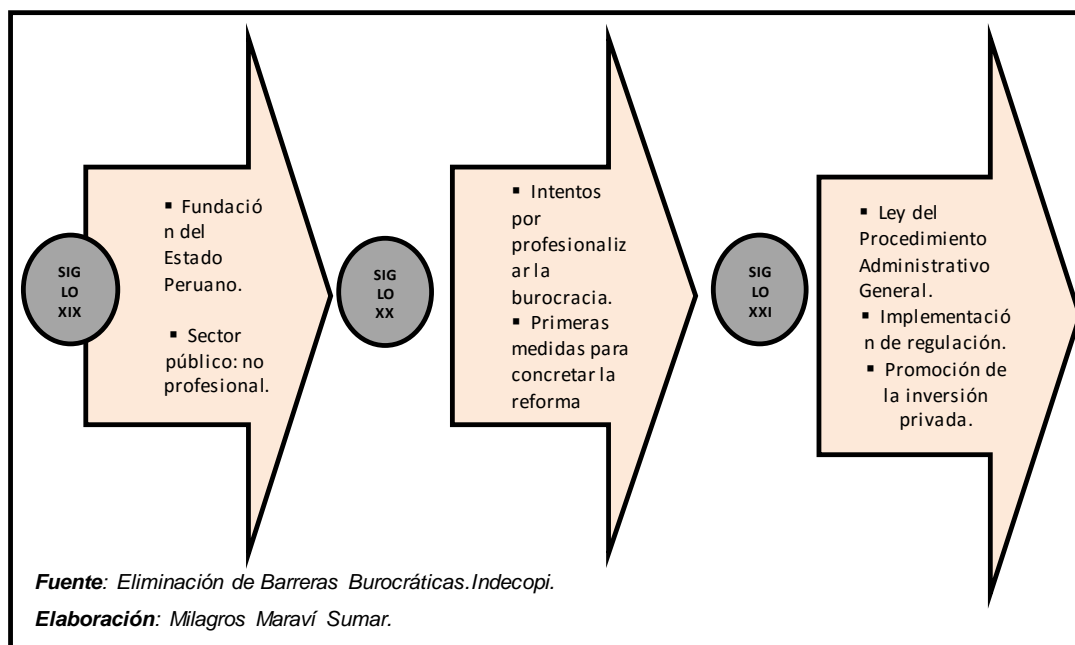 SIG
LO
XIX
▪ Fundació
n del
Estado
Peruano.
▪ Sector
público: no
profesional.
SIG
LO
XX
▪ Intentos
por
profesionaliz
ar la
burocracia.
▪ Primeras
medidas para
concretar la
reforma
SIG
LO
XXI
▪ Ley del
Procedimiento
Administrativo
General.
▪ Implementació
n de regulación.
▪ Promoción de
la inversión
privada.
Fuente: Eliminación de Barreras Burocráticas.Indecopi.
Elaboración: Milagros Maraví Sumar.